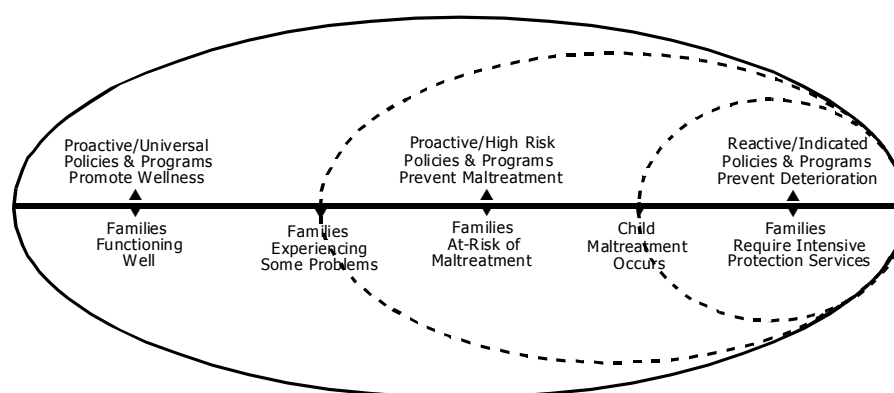 Proactive/Universal
Policies & Programs
Promote Wellness
Proactive/High Risk
Policies & Programs
Prevent Maltreatment
Reactive/Indicated
Policies & Programs
Prevent Deterioration
Families
Functioning
Well
Families
Experiencing
Some Problems
Families
At-Risk of
Maltreatment
Child
Maltreatment
Occurs
Families
Require Intensive
Protection Services